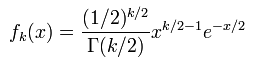 f_k(x) = \frac{(1/2)^{k/2}}{\Gamma(k/2)} x^{k/2-1} e^{-x/2}